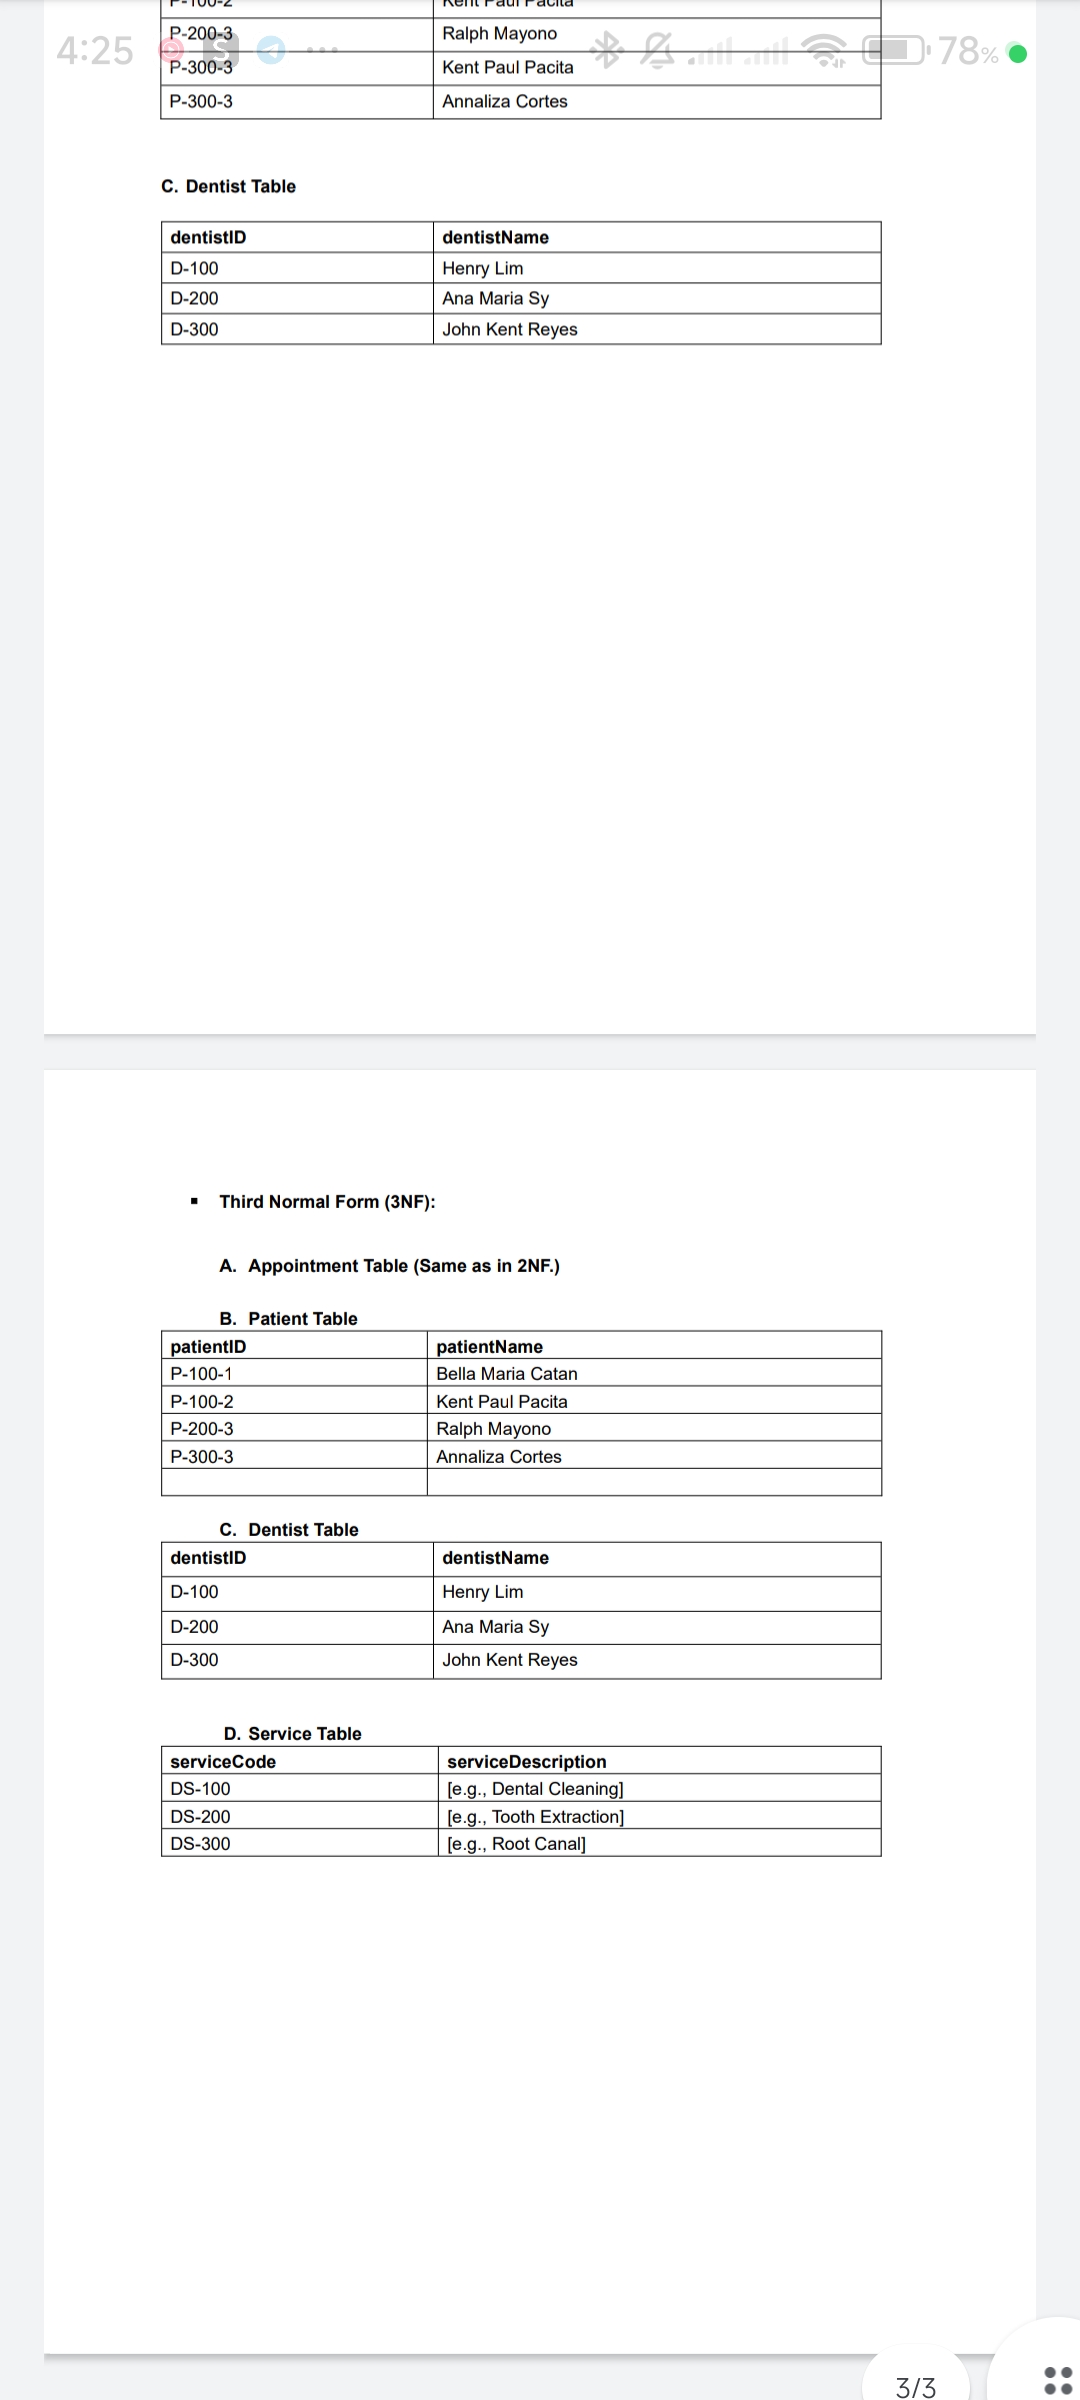 P-100-2 Kent Paul Pacita
P-200-3 Ralph Mayono
4:25 S 78%
P-300-3 Kent Paul Pacita
P-300-3 Annaliza Cortes
C. Dentist Table
dentistID dentistName
D-100 Henry Lim
D-200 Ana Maria Sy
D-300 John Kent Reyes
▪ Third Normal Form (3NF):
A. Appointment Table (Same as in 2NF.)
B. Patient Table
patientID patientName
P-100-1 Bella Maria Catan
P-100-2 Kent Paul Pacita
P-200-3 Ralph Mayono
P-300-3 Annaliza Cortes
C. Dentist Table
dentistID dentistName
D-100 Henry Lim
D-200 Ana Maria Sy
D-300 John Kent Reyes
D. Service Table
serviceCode serviceDescription
DS-100 [e.g., Dental Cleaning]
DS-200 [e.g., Tooth Extraction]
DS-300 [e.g., Root Canal]
3/3